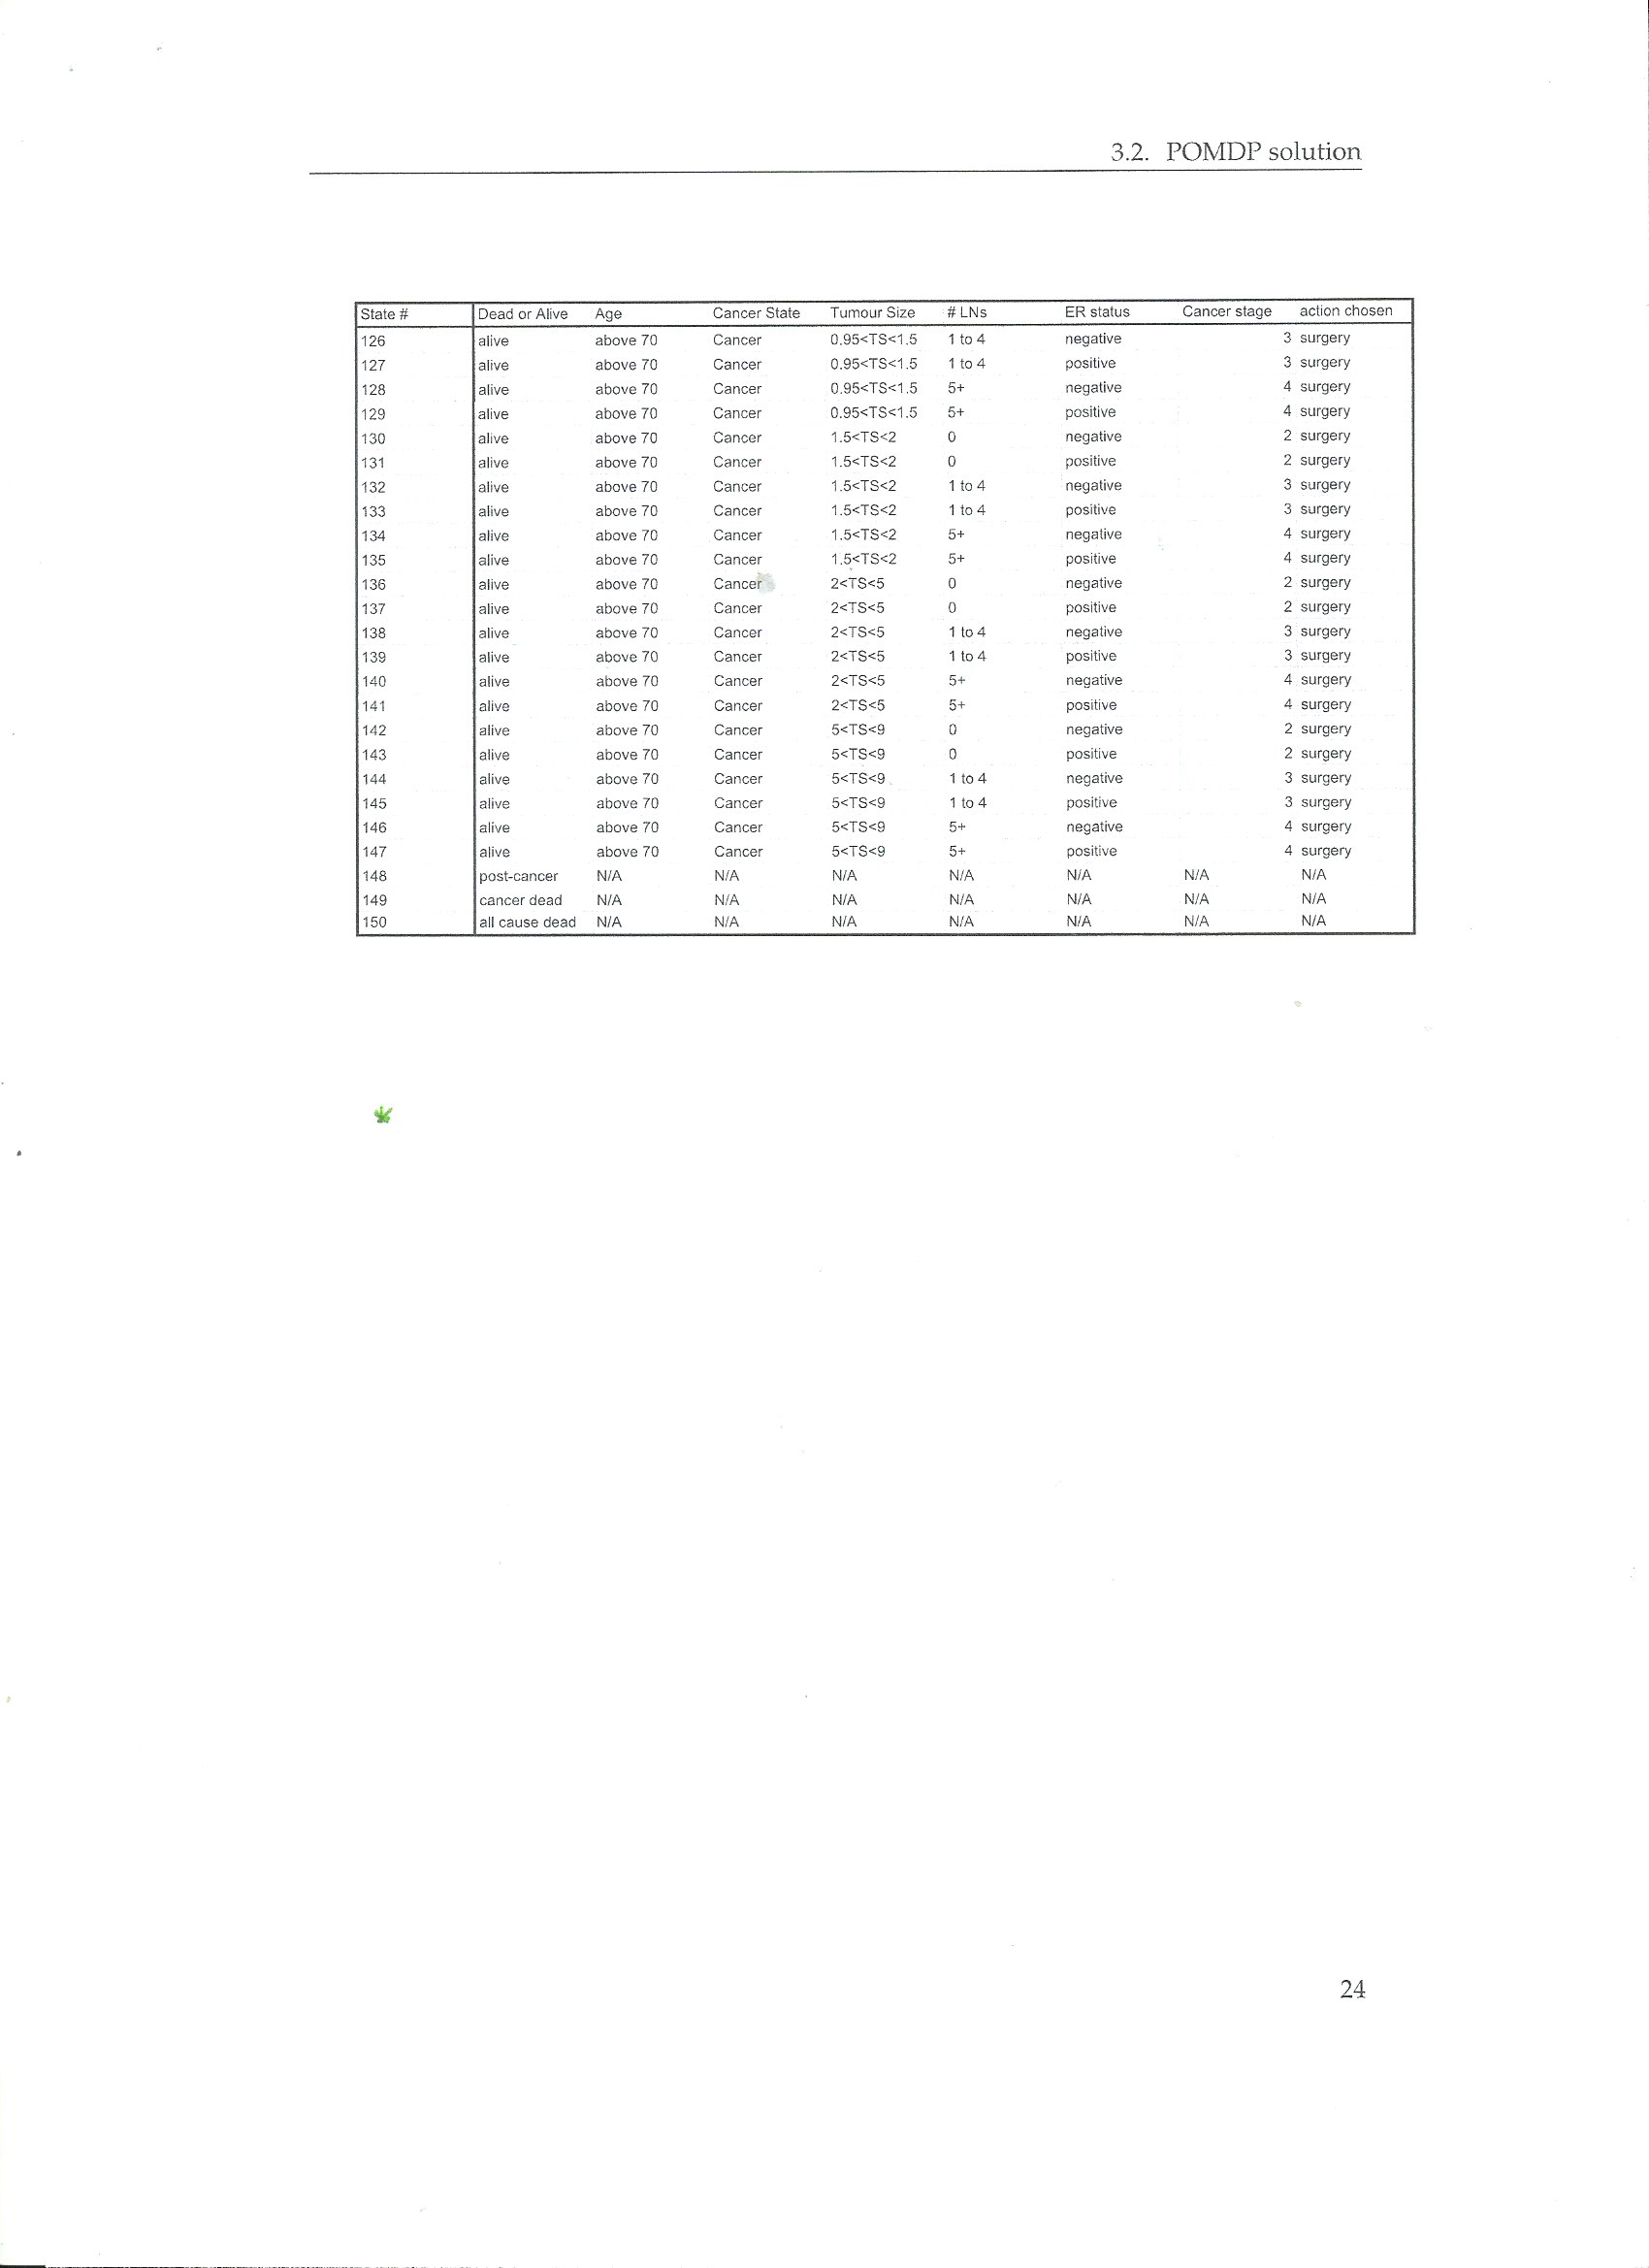 3.2. POMDP solution
State # Dead or Alive Age Cancer State Tumour Size # LNs ER status Cancer stage action chosen
126 alive above 70 Cancer 0.95<TS<1.5 1 to 4 negative 3 surgery
127 alive above 70 Cancer 0.95<TS<1.5 1 to 4 positive 3 surgery
128 alive above 70 Cancer 0.95<TS<1.5 5+ negative 4 surgery
129 alive above 70 Cancer 0.95<TS<1.5 5+ positive 4 surgery
130 alive above 70 Cancer 1.5<TS<2 0 negative 2 surgery
131 alive above 70 Cancer 1.5<TS<2 0 positive 2 surgery
132 alive above 70 Cancer 1.5<TS<2 1 to 4 negative 3 surgery
133 alive above 70 Cancer 1.5<TS<2 1 to 4 positive 3 surgery
134 alive above 70 Cancer 1.5<TS<2 5+ negative 4 surgery
135 alive above 70 Cancer 1.5<TS<2 5+ positive 4 surgery
136 alive above 70 Cancer 2<TS<5 0 negative 2 surgery
137 alive above 70 Cancer 2<TS<5 0 positive 2 surgery
138 alive above 70 Cancer 2<TS<5 1 to 4 negative 3 surgery
139 alive above 70 Cancer 2<TS<5 1 to 4 positive 3 surgery
140 alive above 70 Cancer 2<TS<5 5+ negative 4 surgery
141 alive above 70 Cancer 2<TS<5 5+ positive 4 surgery
142 alive above 70 Cancer 5<TS<9 0 negative 2 surgery
143 alive above 70 Cancer 5<TS<9 0 positive 2 surgery
144 alive above 70 Cancer 5<TS<9 1 to 4 negative 3 surgery
145 alive above 70 Cancer 5<TS<9 1 to 4 positive 3 surgery
146 alive above 70 Cancer 5<TS<9 5+ negative 4 surgery
147 alive above 70 Cancer 5<TS<9 5+ positive 4 surgery
148 post-cancer N/A N/A N/A N/A N/A N/A N/A
149 cancer dead N/A N/A N/A N/A N/A N/A N/A
150 all cause dead N/A N/A N/A N/A N/A N/A N/A
24